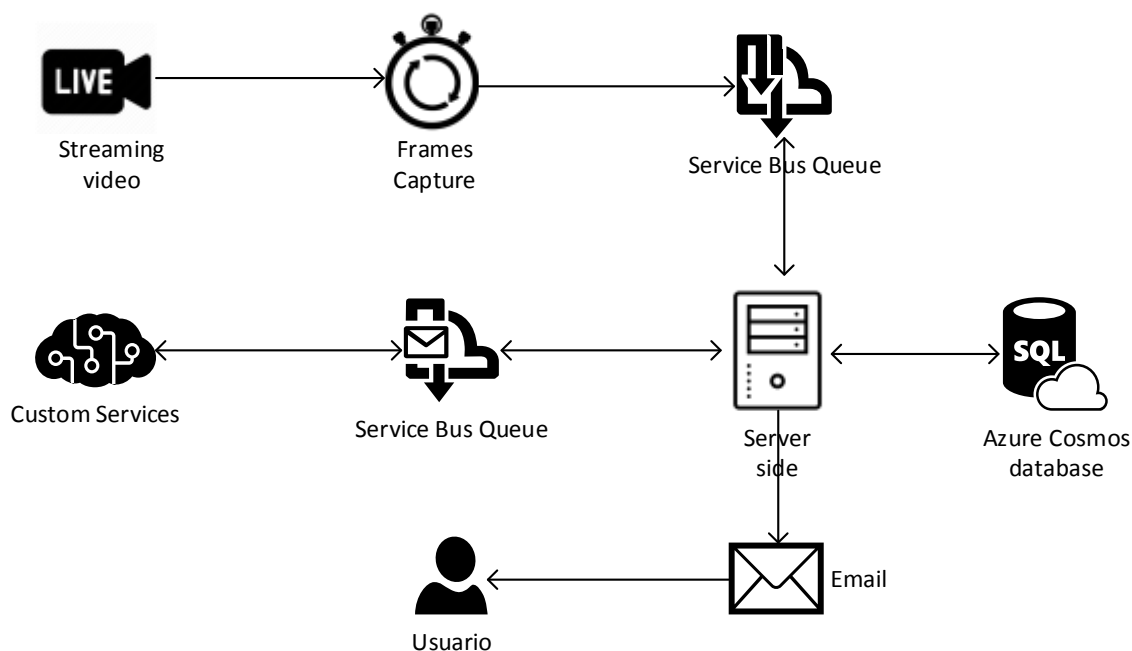 LIVE
Streaming
video
Frames
Capture
Service Bus Queue
Custom Services
Service Bus Queue
Server
side
SQL
Azure Cosmos
database
Email
Usuario